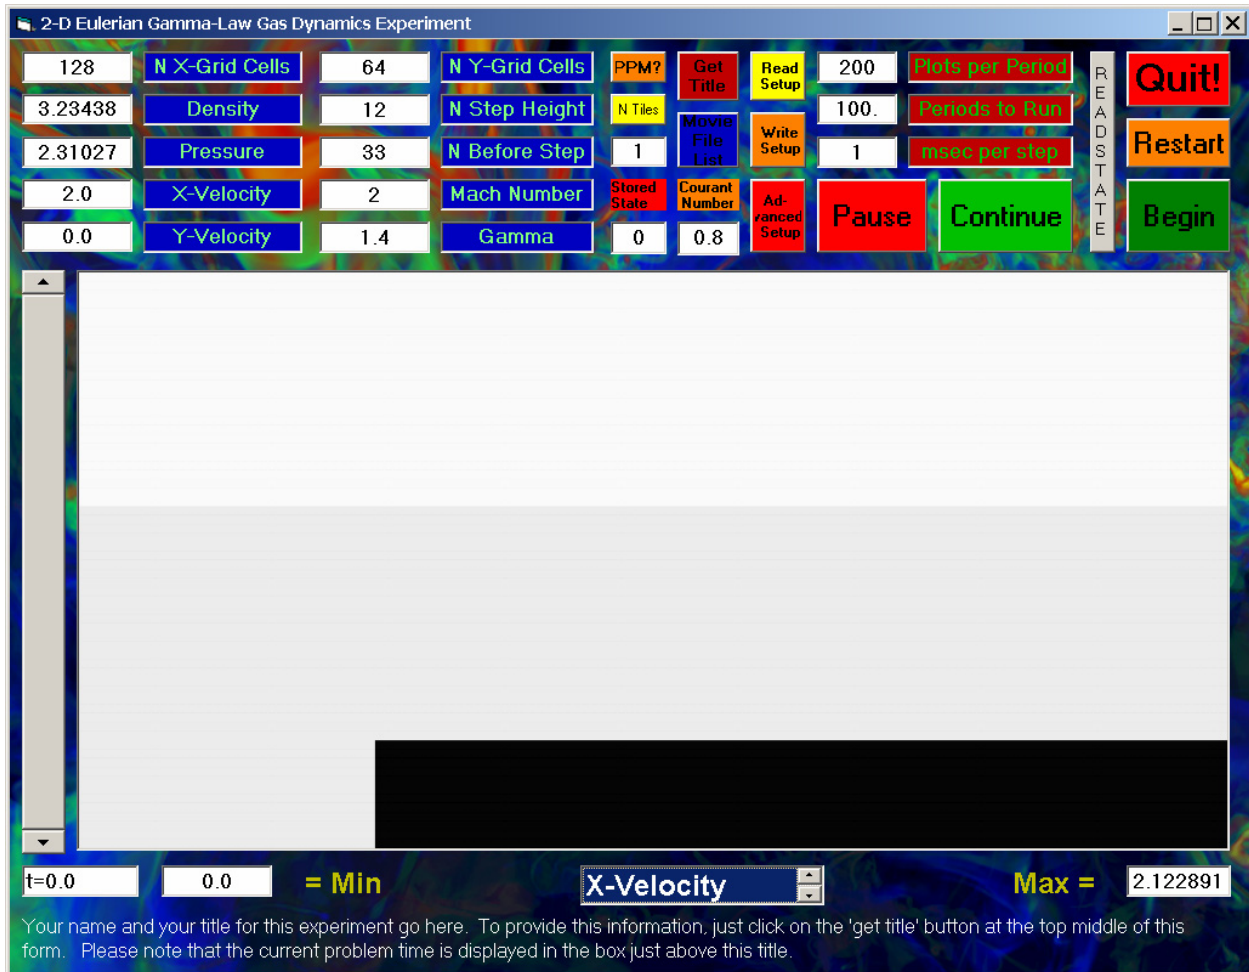 2-D Eulerian Gamma-Law Gas Dynamics Experiment
128 N X-Grid Cells 64 N Y-Grid Cells PPM? Get Title Read Setup 200 Plots per Period READSTATE Quit!
3.23438 Density 12 N Step Height N Tiles Movie File List Write Setup 100. Periods to Run Restart
2.31027 Pressure 33 N Before Step 1 1 msec per step
2.0 X-Velocity 2 Mach Number Stored State Courant Number Ad-vanced Setup Pause Continue Begin
0.0 Y-Velocity 1.4 Gamma 0 0.8
t=0.0 0.0 = Min X-Velocity Max = 2.122891
Your name and your title for this experiment go here. To provide this information, just click on the 'get title' button at the top middle of this
form. Please note that the current problem time is displayed in the box just above this title.